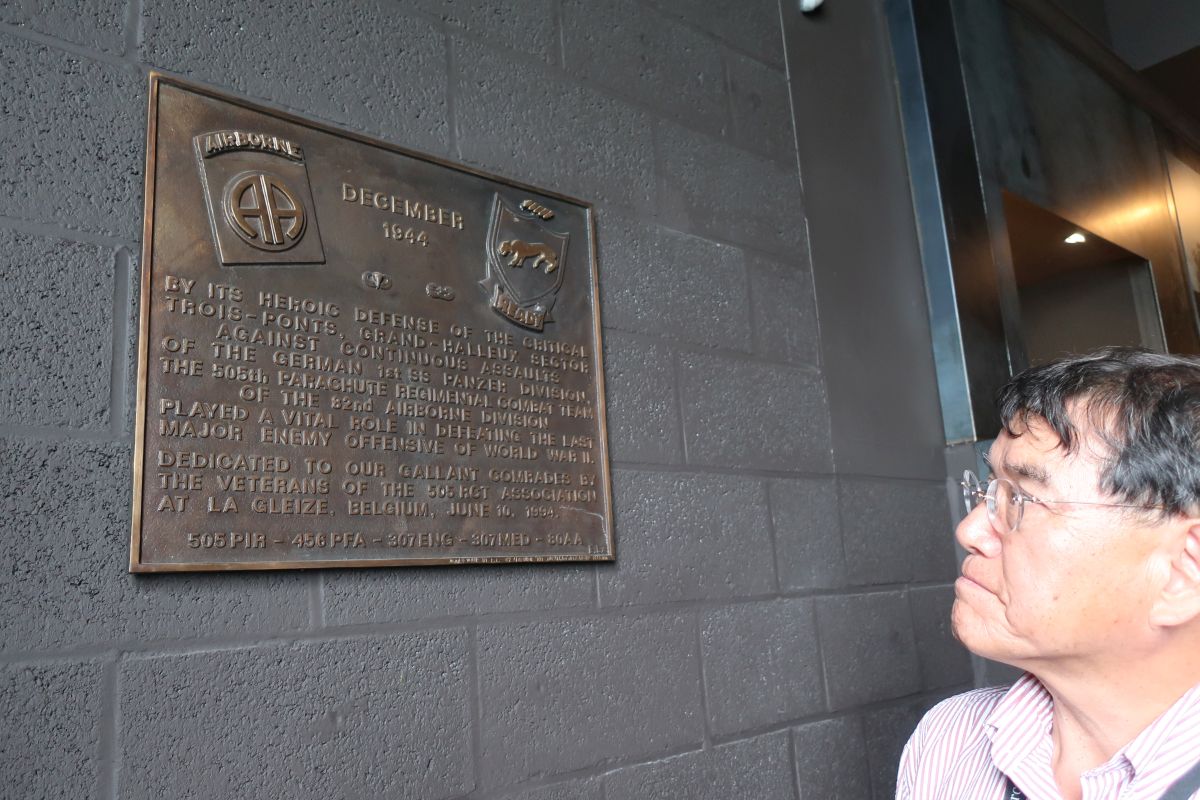 AIRBORNE
AA
DECEMBER
1944
READY
BY ITS HEROIC DEFENSE OF THE CRITICAL
TROIS-PONTS, GRAND-HALLEUX SECTOR
AGAINST CONTINUOUS ASSAULTS
OF THE GERMAN 1st SS PANZER DIVISION,
THE 505th PARACHUTE REGIMENTAL COMBAT TEAM
OF THE 82nd AIRBORNE DIVISION
PLAYED A VITAL ROLE IN DEFEATING THE LAST
MAJOR ENEMY OFFENSIVE OF WORLD WAR II.
DEDICATED TO OUR GALLANT COMRADES BY
THE VETERANS OF THE 505 RCT ASSOCIATION
AT LA GLEIZE, BELGIUM, JUNE 10, 1994.
505 PIR - 456 PFA - 307 ENG - 307 MED - 80 AA